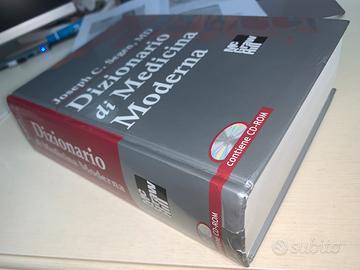 Joseph C. Segen, MD
Dizionario
di Medicina
Moderna
Mc
Graw
Hill
contiene CD-ROM
Dizionario
di Medicina Moderna
Mc
Graw
Hill
contiene CD-ROM
subito